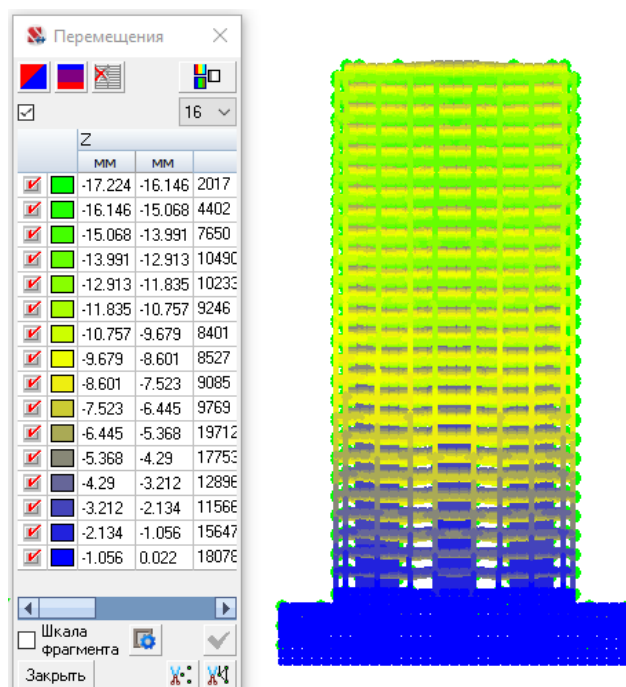 Перемещения
16
Z
мм мм
-17.224 -16.146 2017
-16.146 -15.068 4402
-15.068 -13.991 7650
-13.991 -12.913 10490
-12.913 -11.835 10233
-11.835 -10.757 9246
-10.757 -9.679 8401
-9.679 -8.601 8527
-8.601 -7.523 9085
-7.523 -6.445 9769
-6.445 -5.368 19712
-5.368 -4.29 17753
-4.29 -3.212 12898
-3.212 -2.134 11566
-2.134 -1.056 15647
-1.056 0.022 18078
Шкала
фрагмента
Закрыть